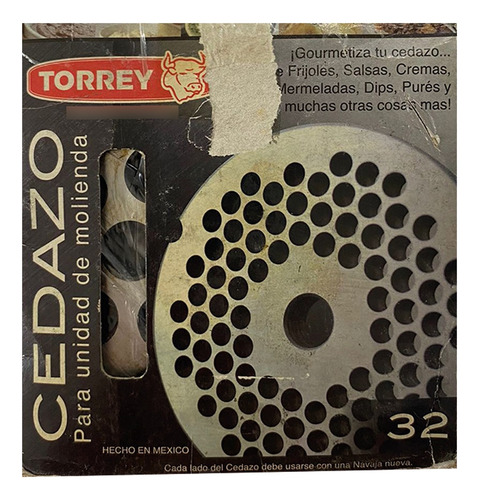 TORREY
¡Gourmetiza tu cedazo...
Frijoles, Salsas, Cremas,
Mermeladas, Dips, Purés y
muchas otras cosas mas!
CEDAZO
Para unidad de molienda
32
HECHO EN MEXICO
Cada lado del Cedazo debe usarse con una Navaja nueva.